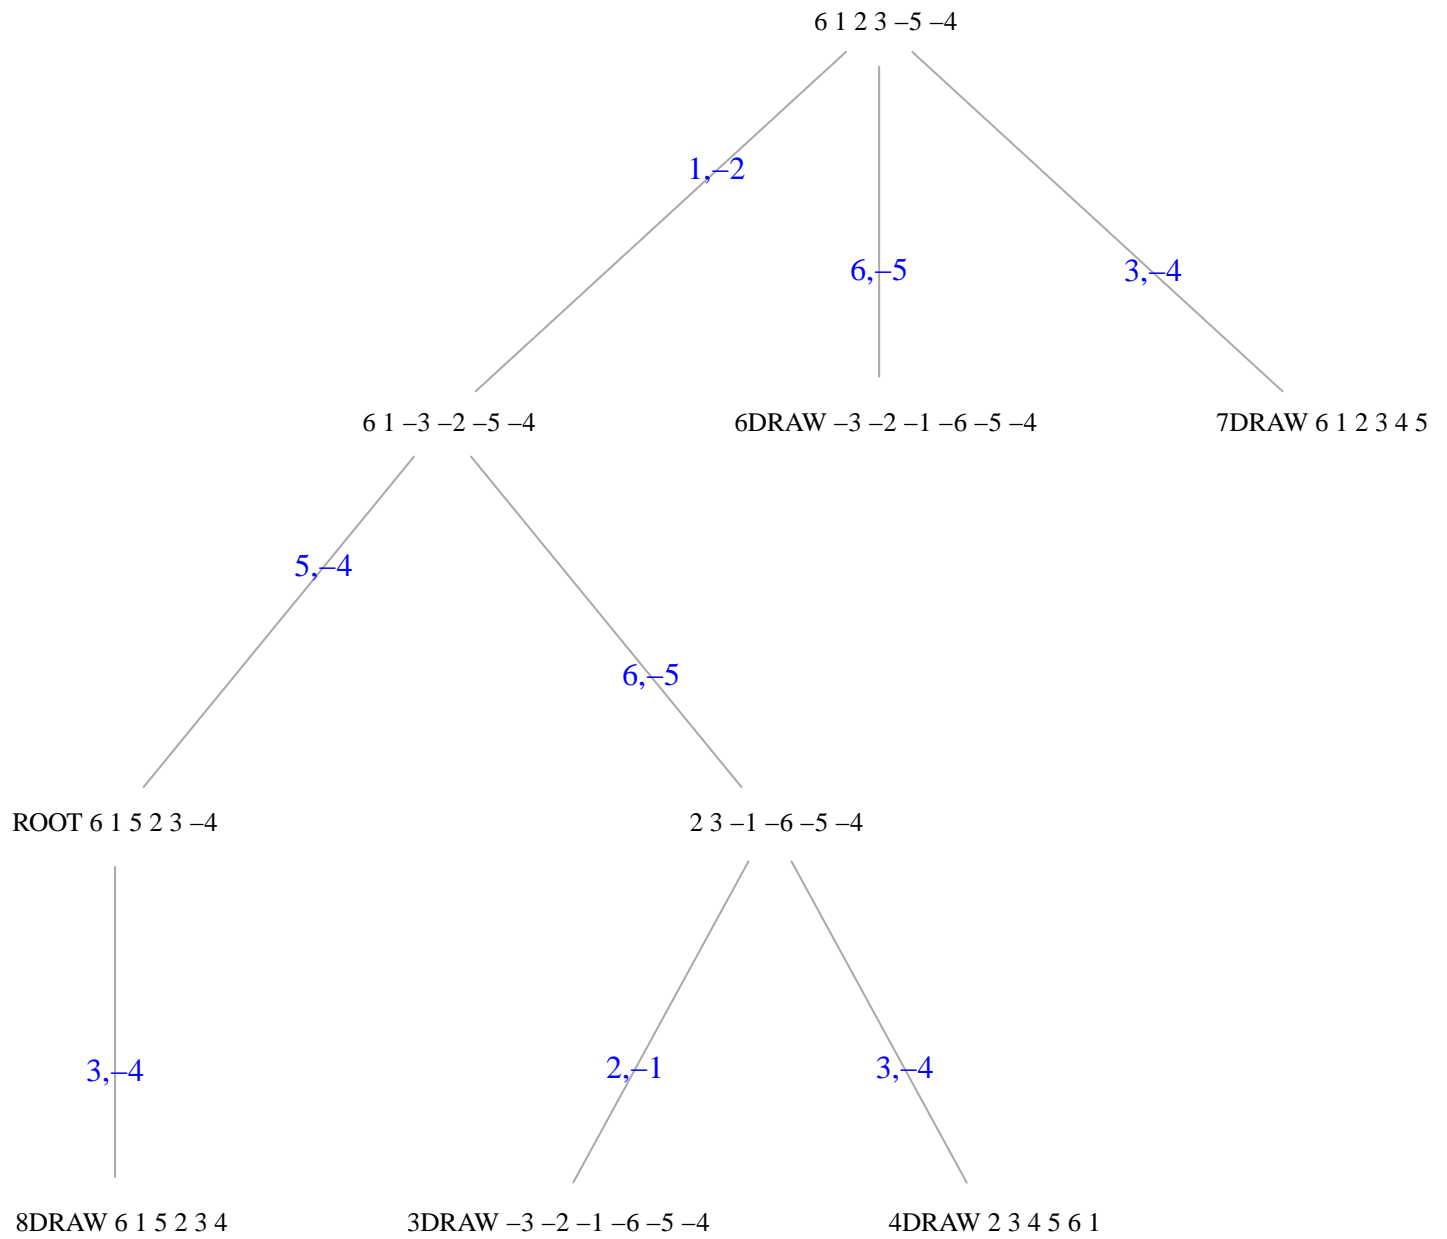 6 1 2 3 –5 –4
1,–2
6,–5
3,–4
6 1 –3 –2 –5 –4
6DRAW –3 –2 –1 –6 –5 –4
7DRAW 6 1 2 3 4 5
5,–4
6,–5
ROOT 6 1 5 2 3 –4
2 3 –1 –6 –5 –4
3,–4
2,–1
3,–4
8DRAW 6 1 5 2 3 4
3DRAW –3 –2 –1 –6 –5 –4
4DRAW 2 3 4 5 6 1